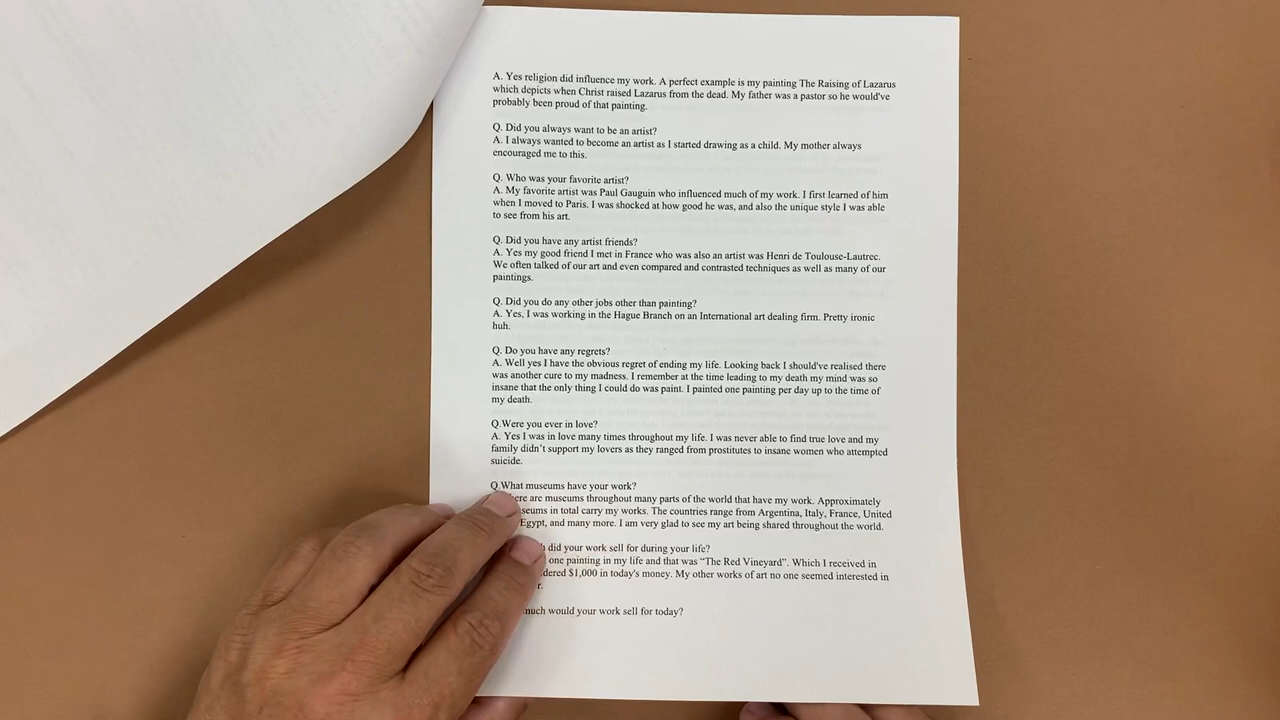 A. Yes religion did influence my work. A perfect example is my painting The Raising of Lazarus
which depicts when Christ raised Lazarus from the dead. My father was a pastor so he would've
probably been proud of that painting.
Q. Did you always want to be an artist?
A. I always wanted to become an artist as I started drawing as a child. My mother always
encouraged me to this.
Q. Who was your favorite artist?
A. My favorite artist was Paul Gauguin who influenced much of my work. I first learned of him
when I moved to Paris. I was shocked at how good he was, and also the unique style I was able
to see from his art.
Q. Did you have any artist friends?
A. Yes my good friend I met in France who was also an artist was Henri de Toulouse-Lautrec.
We often talked of our art and even compared and contrasted techniques as well as many of our
paintings.
Q. Did you do any other jobs other than painting?
A. Yes, I was working in the Hague Branch on an International art dealing firm. Pretty ironic
huh.
Q. Do you have any regrets?
A. Well yes I have the obvious regret of ending my life. Looking back I should've realised there
was another cure to my madness. I remember at the time leading to my death my mind was so
insane that the only thing I could do was paint. I painted one painting per day up to the time of
my death.
Q.Were you ever in love?
A. Yes I was in love many times throughout my life. I was never able to find true love and my
family didn't support my lovers as they ranged from prostitutes to insane women who attempted
suicide.
Q.What museums have your work?
are museums throughout many parts of the world that have my work. Approximately
in total carry my works. The countries range from Argentina, Italy, France, United
Egypt, and many more. I am very glad to see my art being shared throughout the world.
did your work sell for during your life?
one painting in my life and that was “The Red Vineyard”. Which I received in
$1,000 in today's money. My other works of art no one seemed interested in
much would your work sell for today?